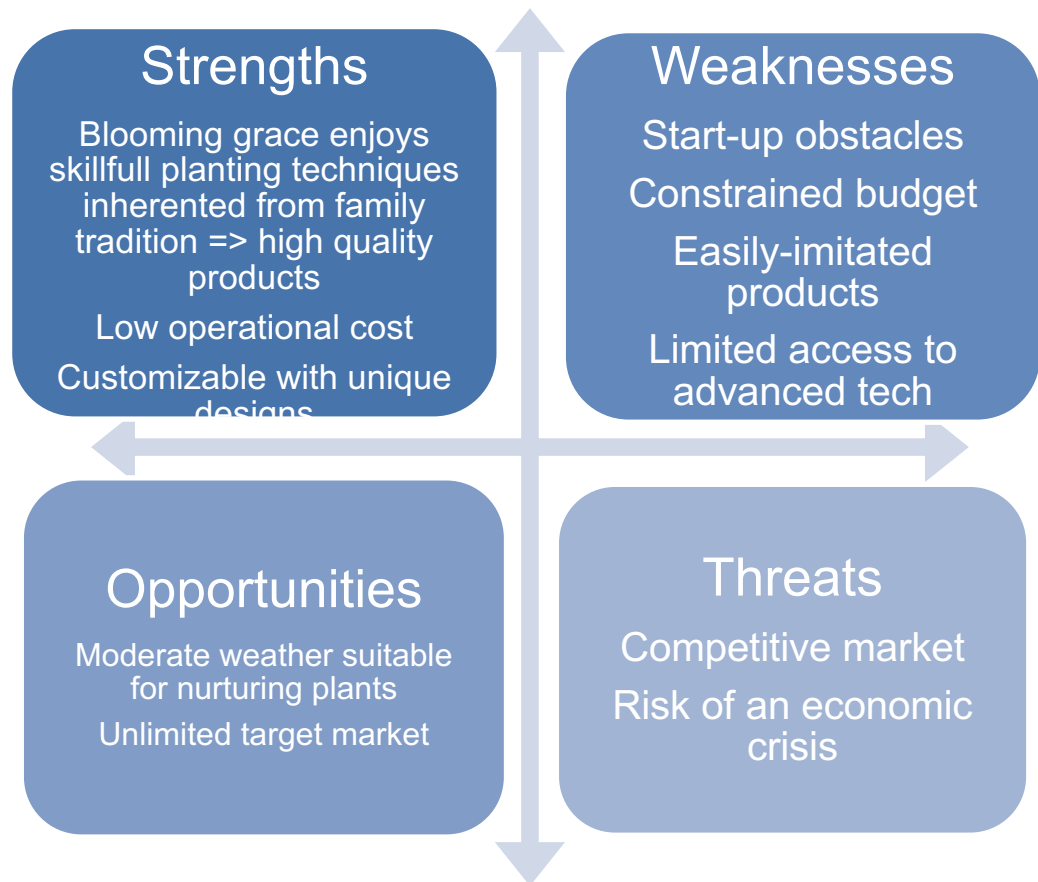 Strengths
Blooming grace enjoys
skillfull planting techniques
inherented from family
tradition => high quality
products
Low operational cost
Customizable with unique
designs
Weaknesses
Start-up obstacles
Constrained budget
Easily-imitated
products
Limited access to
advanced tech
Opportunities
Moderate weather suitable
for nurturing plants
Unlimited target market
Threats
Competitive market
Risk of an economic
crisis